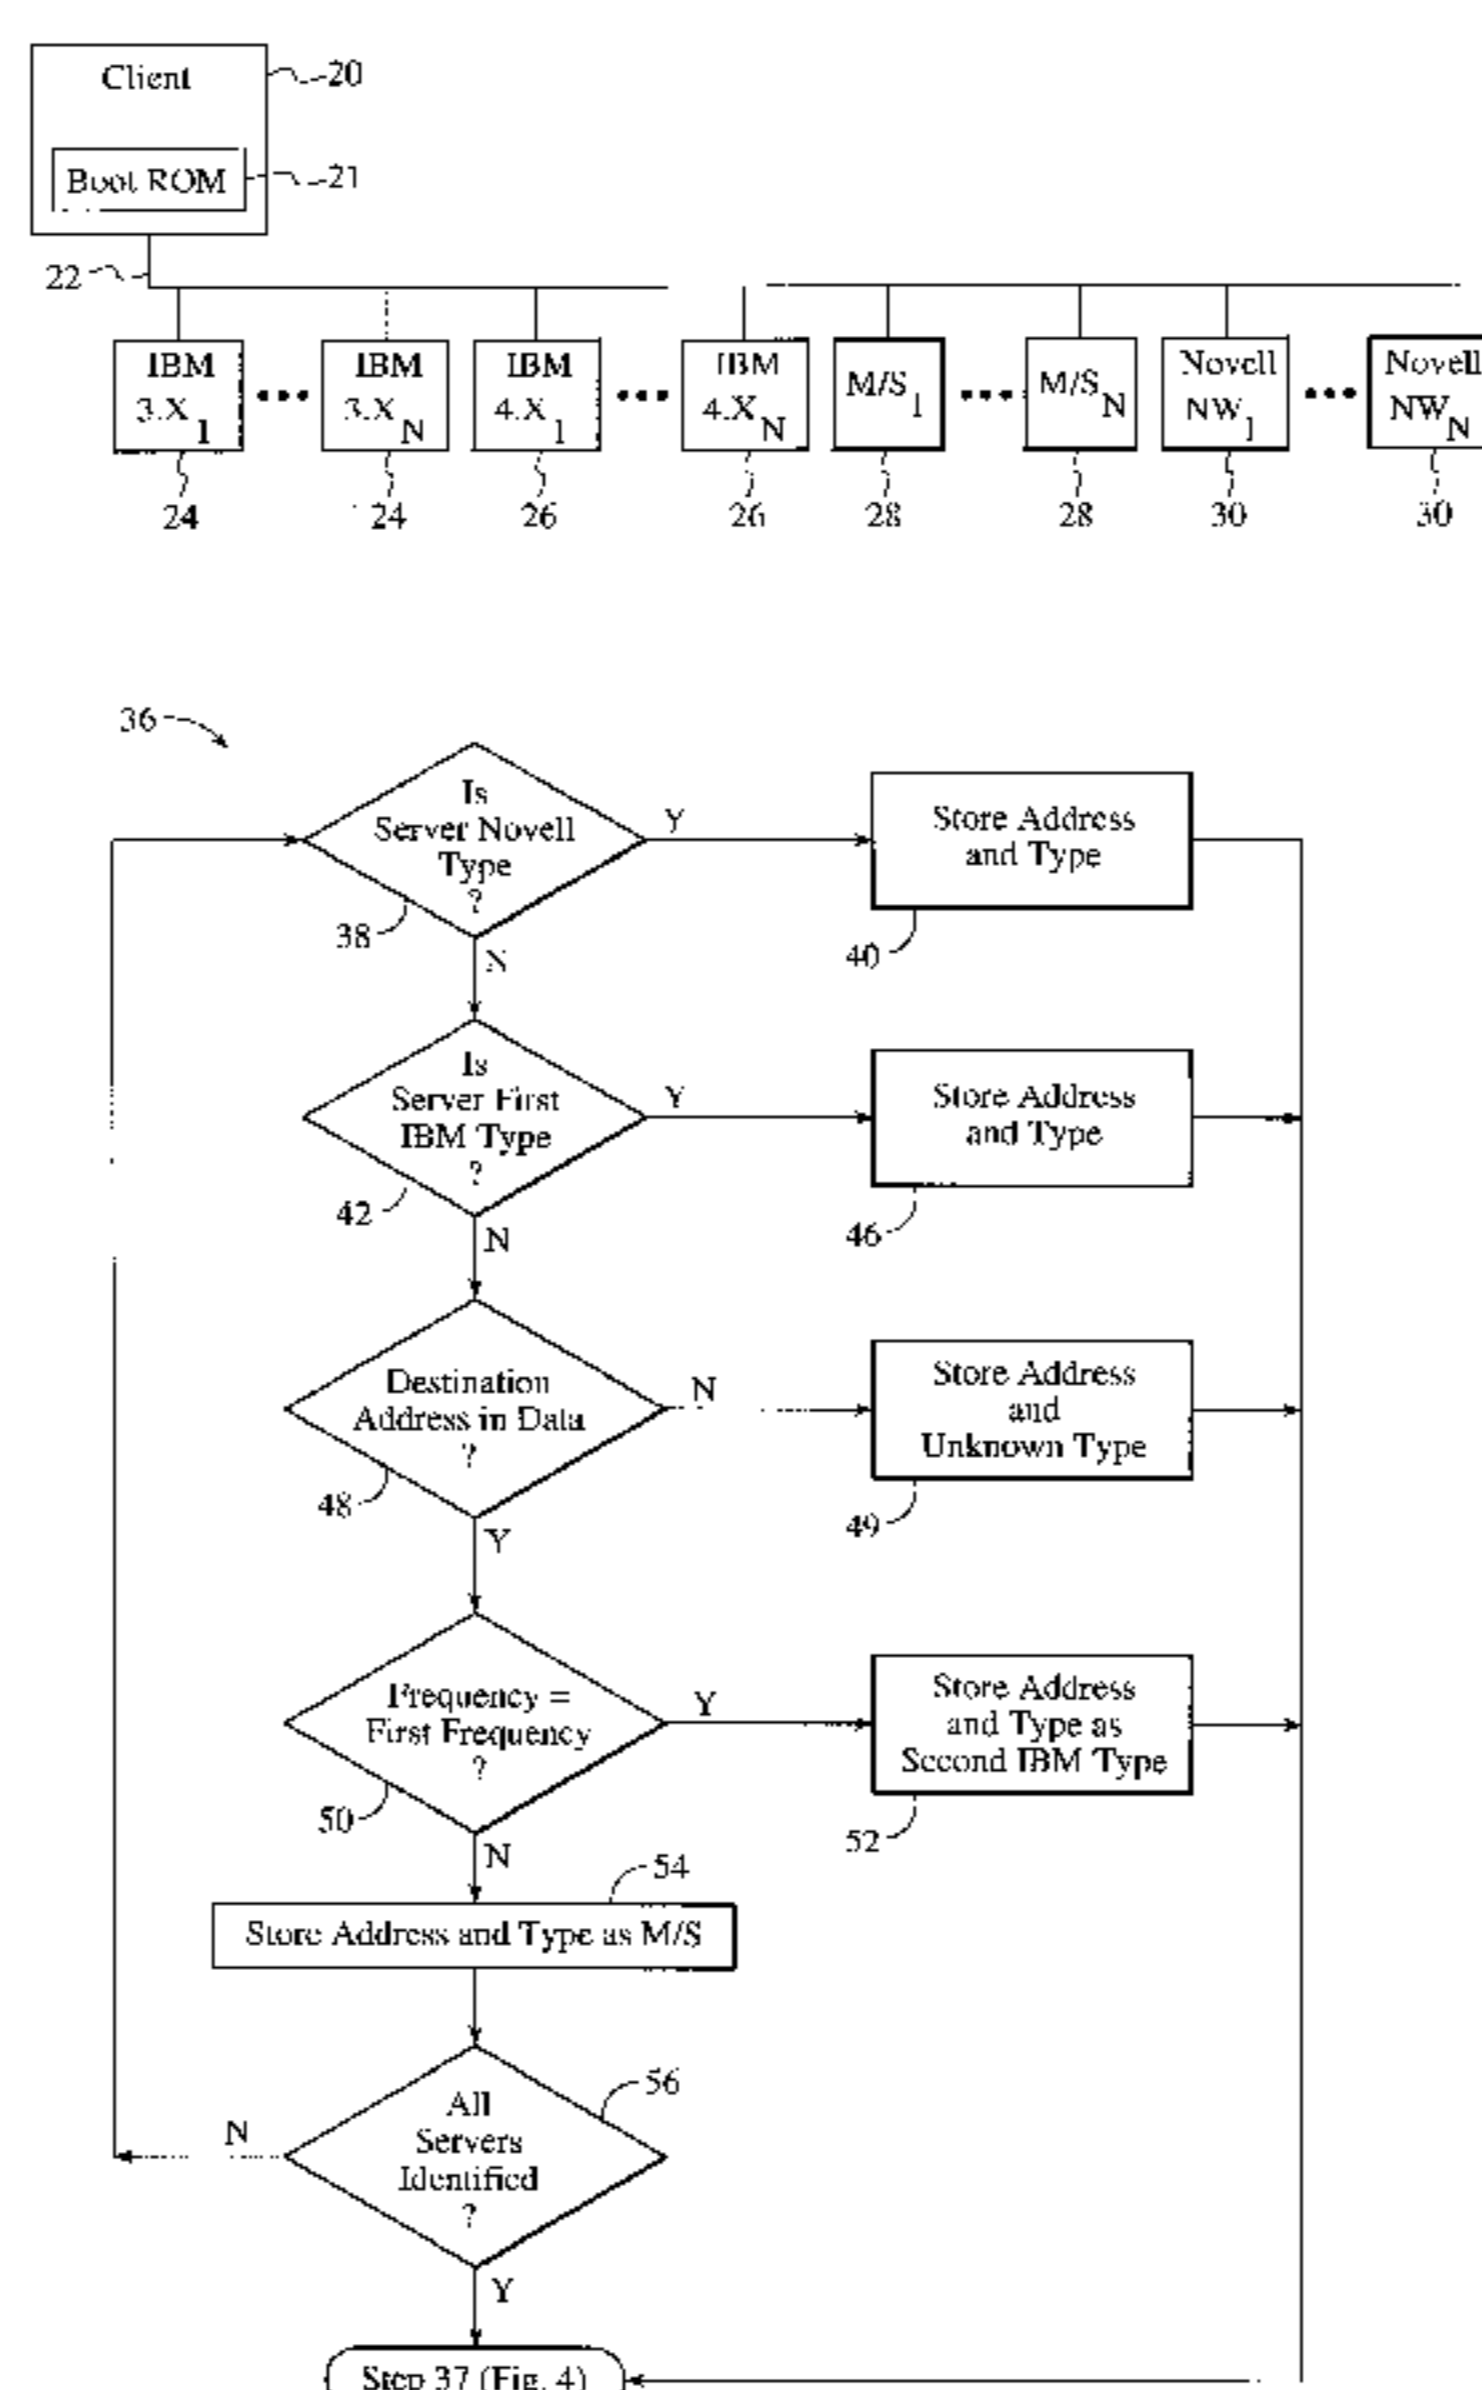 Client
20
Boot ROM
21
22
IBM
3.X1
IBM
3.XN
IBM
4.X1
IBM
4.XN
M/S1
M/SN
Novell
NW1
Novell
NWN
24
24
26
26
28
28
30
30
36
Is
Server Novell
Type
?
Y
Store Address
and Type
38
40
N
Is
Server First
IBM Type
?
Y
Store Address
and Type
42
46
N
Destination
Address in Data
?
N
Store Address
and
Unknown Type
48
49
Y
Frequency =
First Frequency
?
Y
Store Address
and Type as
Second IBM Type
50
52
N
54
Store Address and Type as M/S
56
All
Servers
Identified
?
N
Y
Step 37 (Fig. 4)